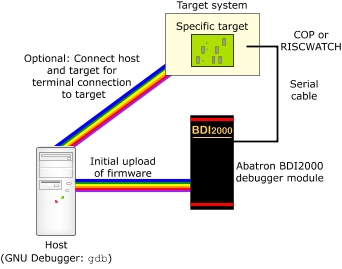 Target system
Specific target
COP or
RISCWATCH
Optional: Connect host
and target for
terminal connection
to target
Serial
cable
BDI2000
Initial upload
of firmware
Abatron BDI2000
debugger module
Host
(GNU Debugger: gdb)